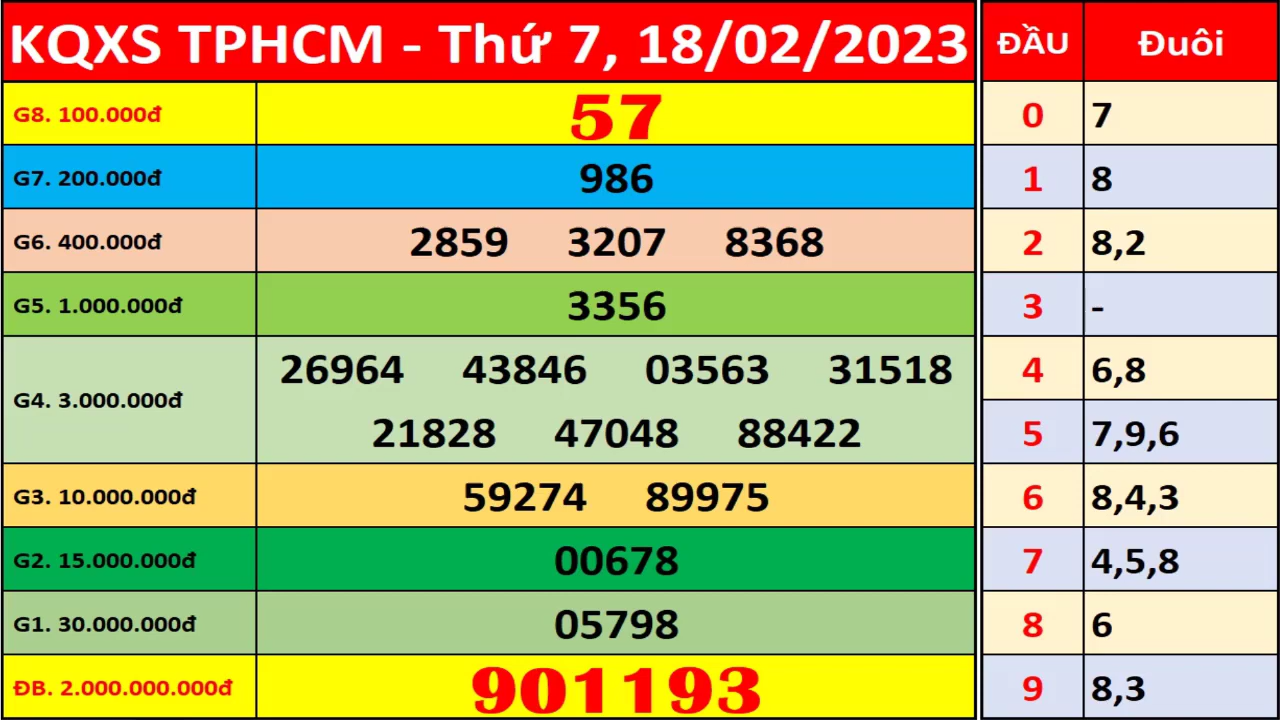 KQXS TPHCM - Thứ 7, 18/02/2023
G8. 100.000đ 57
G7. 200.000đ 986
G6. 400.000đ 2859 3207 8368
G5. 1.000.000đ 3356
G4. 3.000.000đ 26964 43846 03563 31518
21828 47048 88422
G3. 10.000.000đ 59274 89975
G2. 15.000.000đ 00678
G1. 30.000.000đ 05798
ĐB. 2.000.000.000đ 901193
ĐẦU Đuôi
0 7
1 8
2 8,2
3 -
4 6,8
5 7,9,6
6 8,4,3
7 4,5,8
8 6
9 8,3